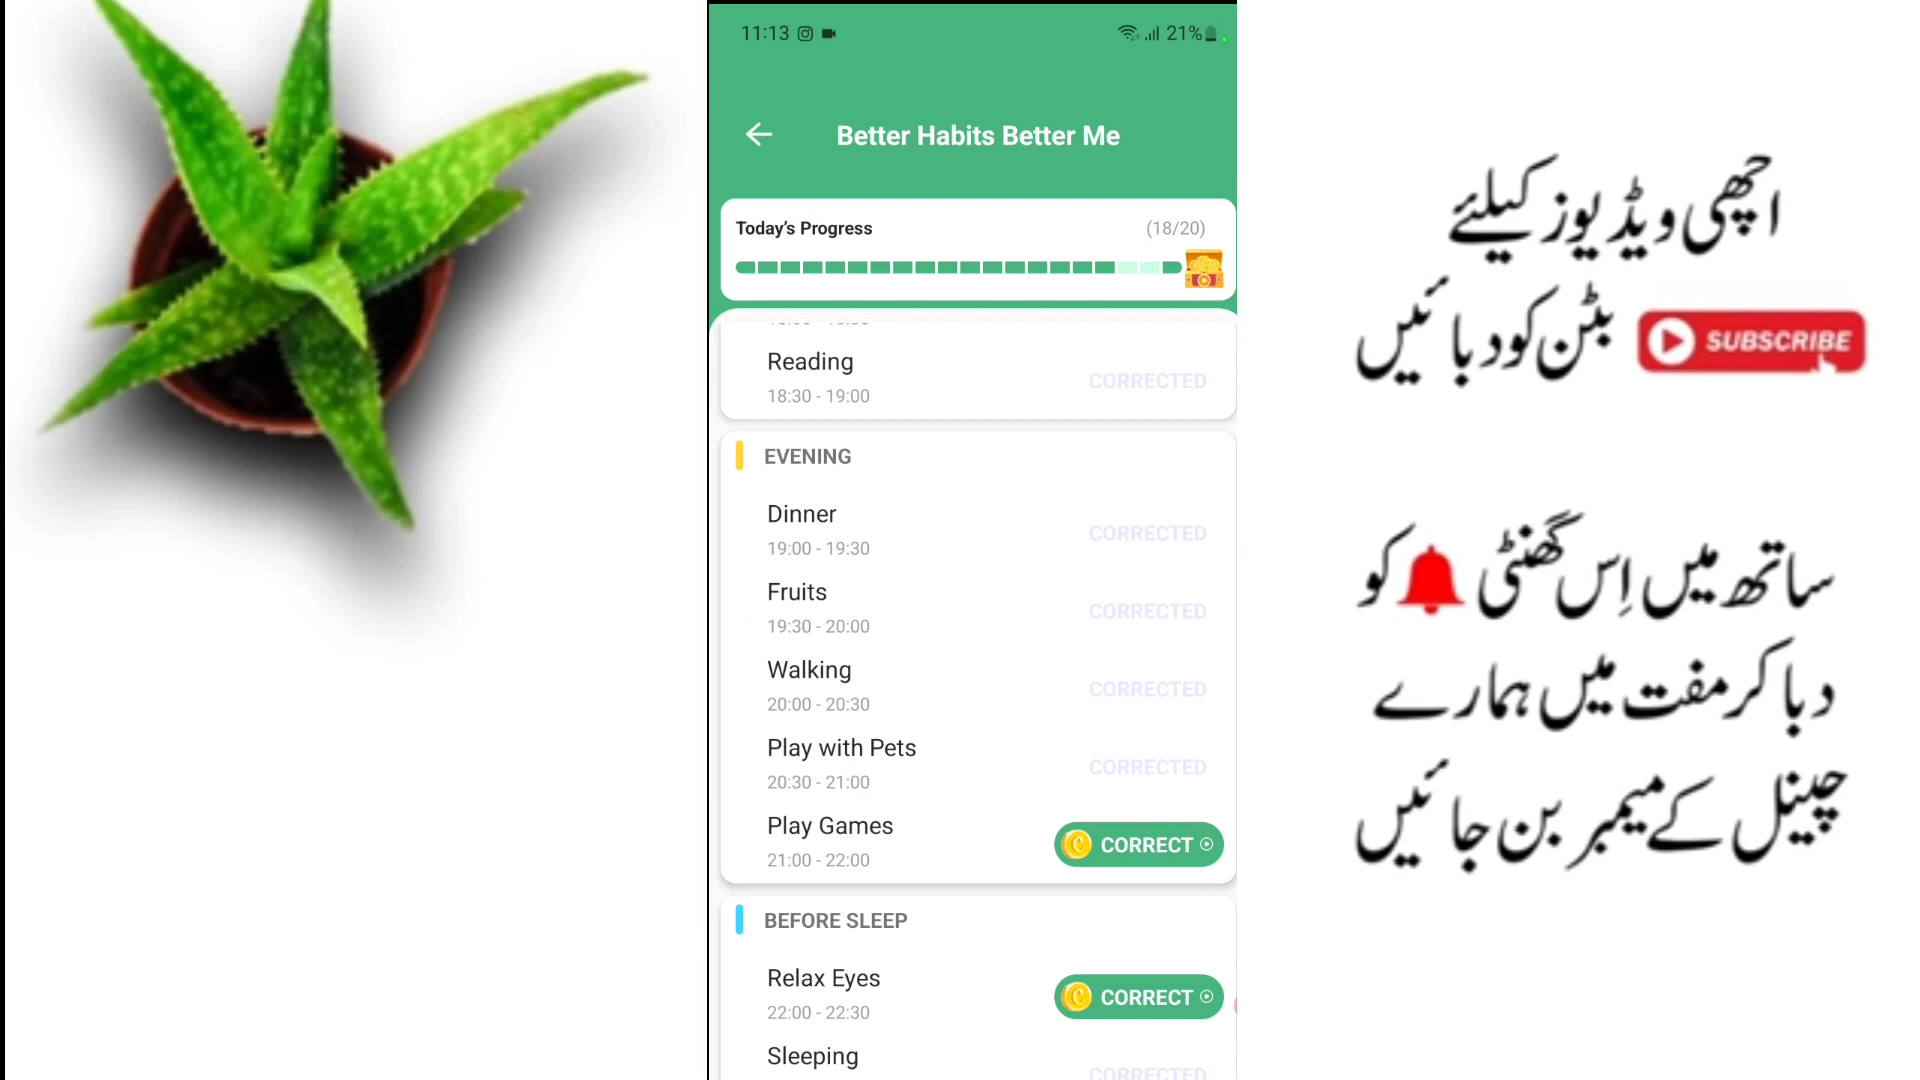 11:13
21%
Better Habits Better Me
Today's Progress (18/20)
Reading
18:30 - 19:00
CORRECTED
EVENING
Dinner
19:00 - 19:30
CORRECTED
Fruits
19:30 - 20:00
CORRECTED
Walking
20:00 - 20:30
CORRECTED
Play with Pets
20:30 - 21:00
CORRECTED
Play Games
21:00 - 22:00
CORRECT
BEFORE SLEEP
Relax Eyes
22:00 - 22:30
CORRECT
Sleeping
CORRECTED
اچھی ویڈیوز کیلئے
بٹن کو دبائیں
SUBSCRIBE
ساتھ میں اِس گھنٹی کو
دبا کر مفت میں ہمارے
چینل کے میمبر بن جائیں